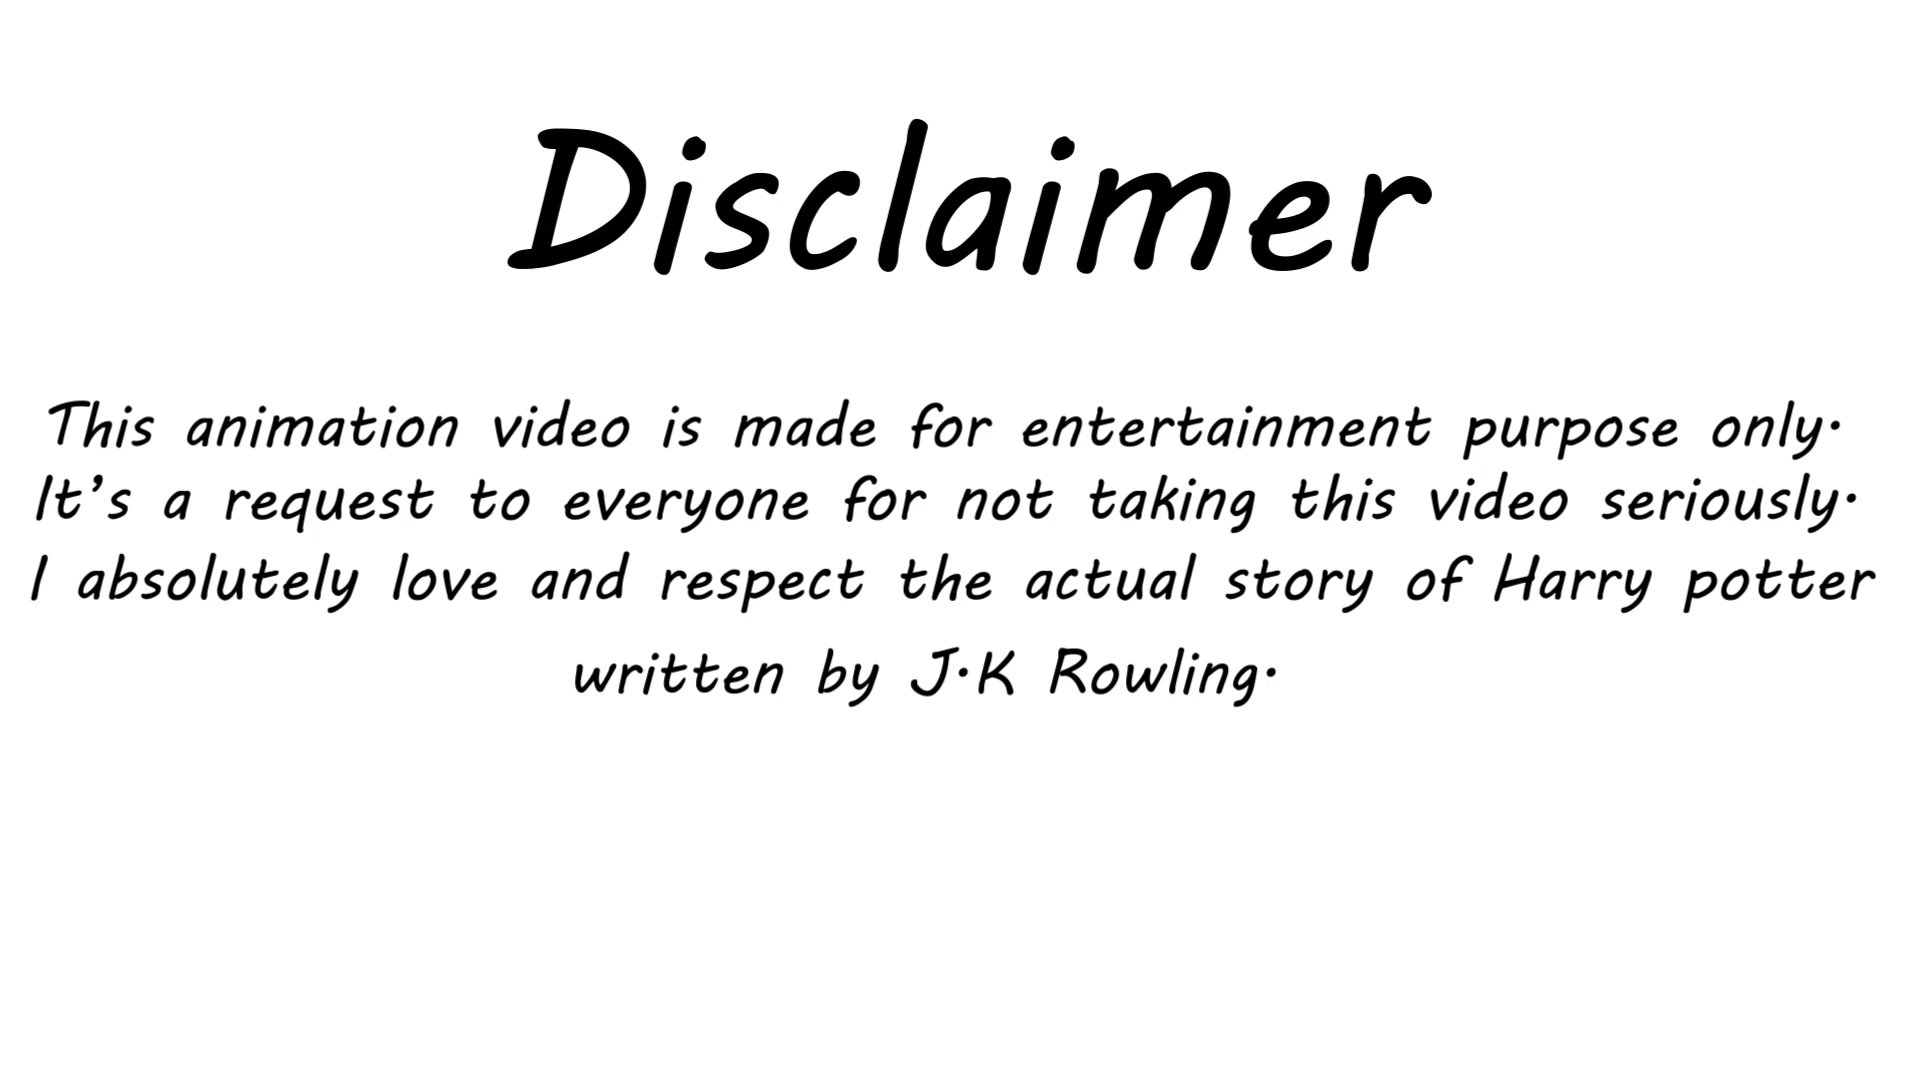 Disclaimer
This animation video is made for entertainment purpose only.
It's a request to everyone for not taking this video seriously.
I absolutely love and respect the actual story of Harry potter
written by J.K Rowling.